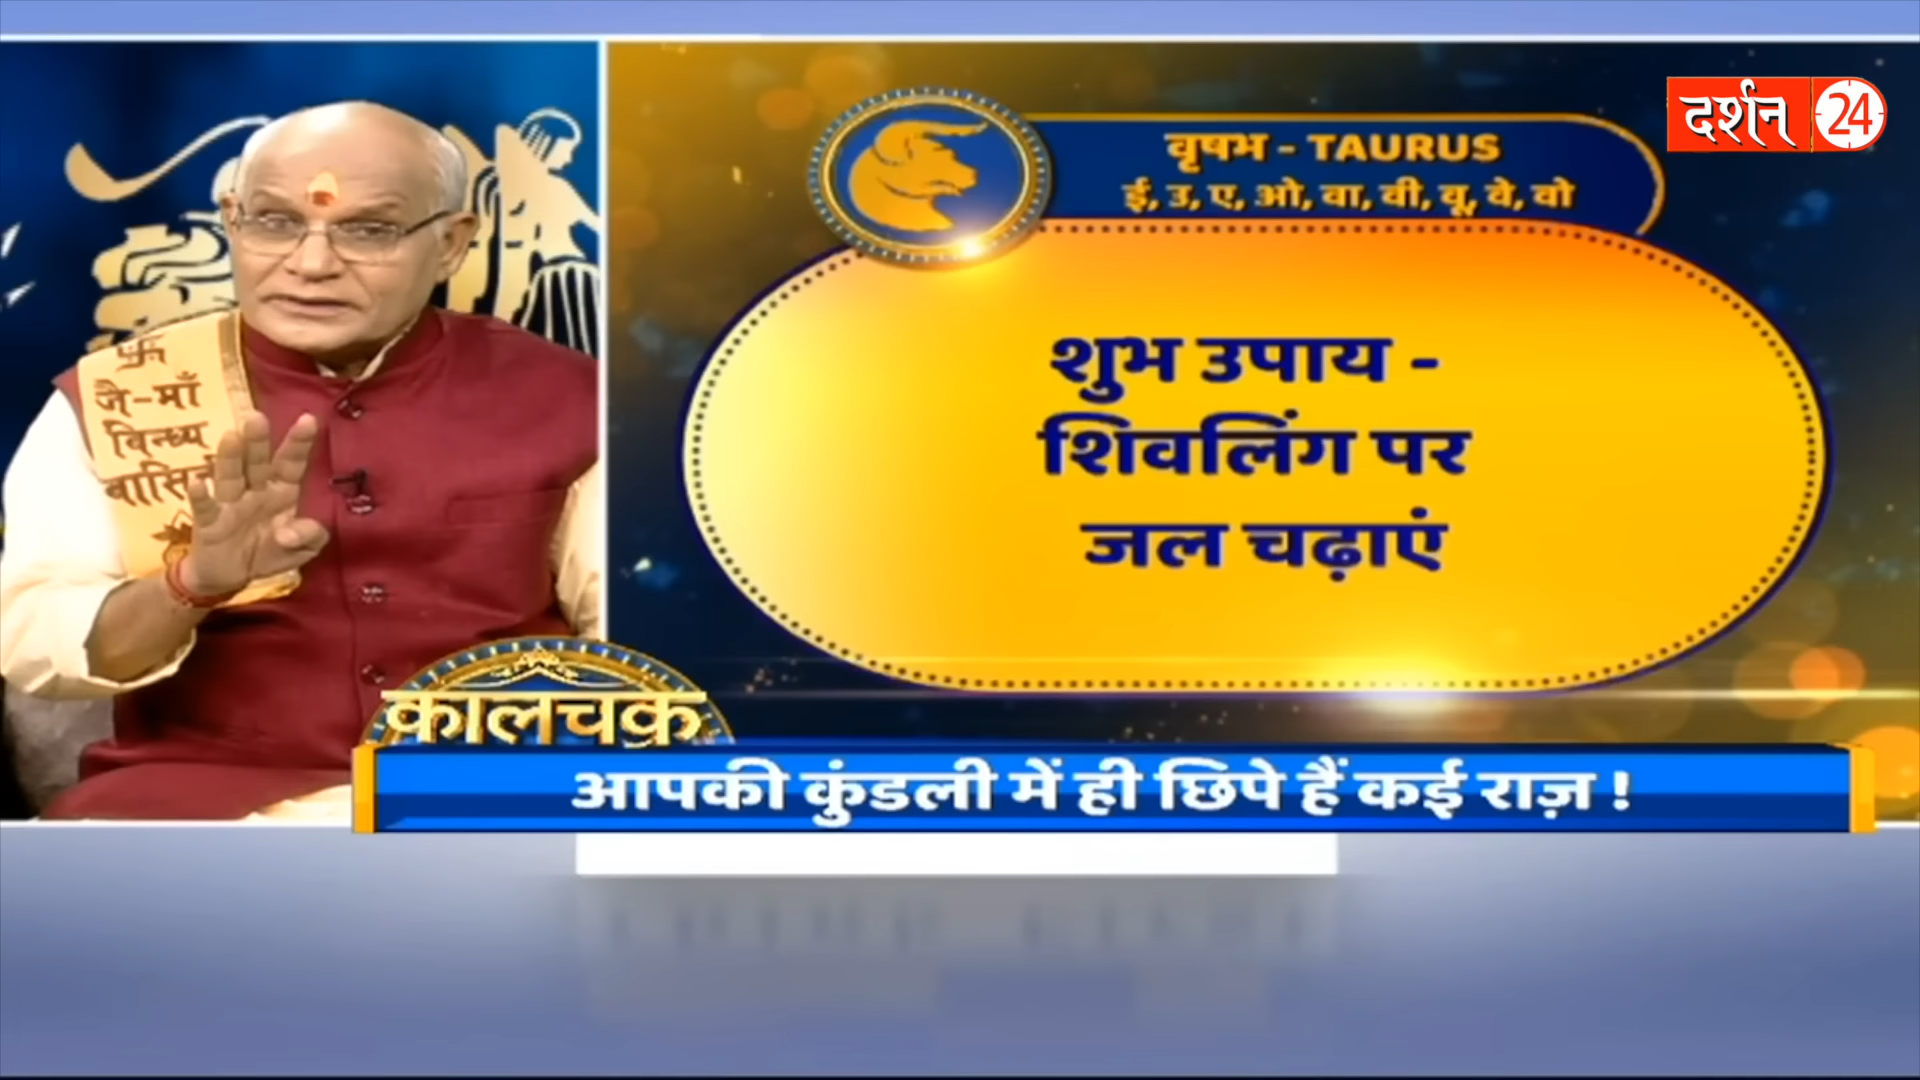 दर्शन 24
वृषभ - TAURUS
ई, उ, ए, ओ, वा, वी, वू, वे, वो
शुभ उपाय -
शिवलिंग पर
जल चढ़ाएं
जै-माँ
विन्ध्य
कालचक्र
आपकी कुंडली में ही छिपे हैं कई राज़ !